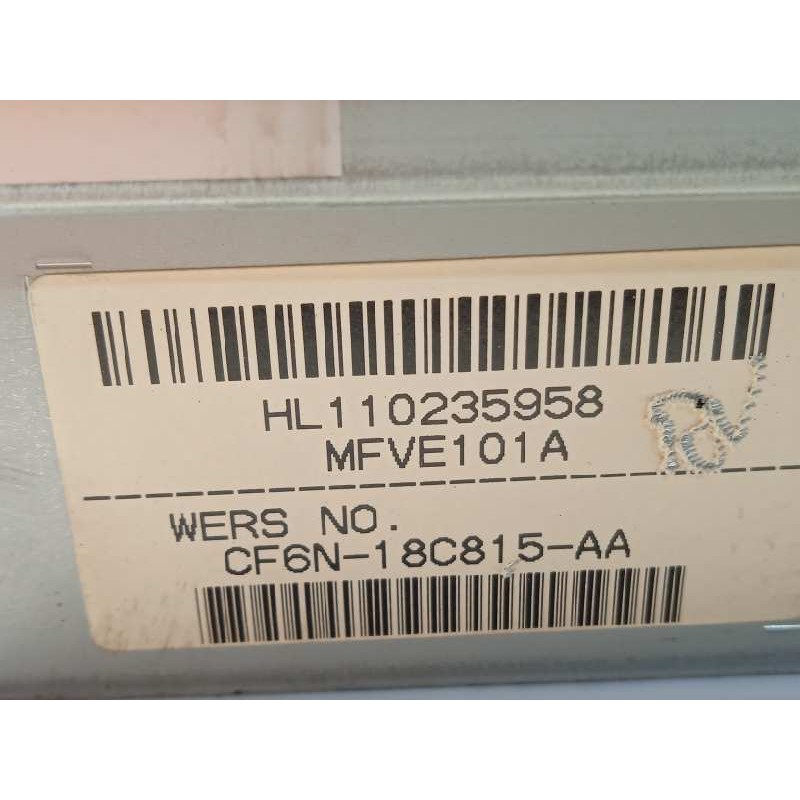 HL110235958
MFVE101A
WERS NO.
CF6N-18C815-AA